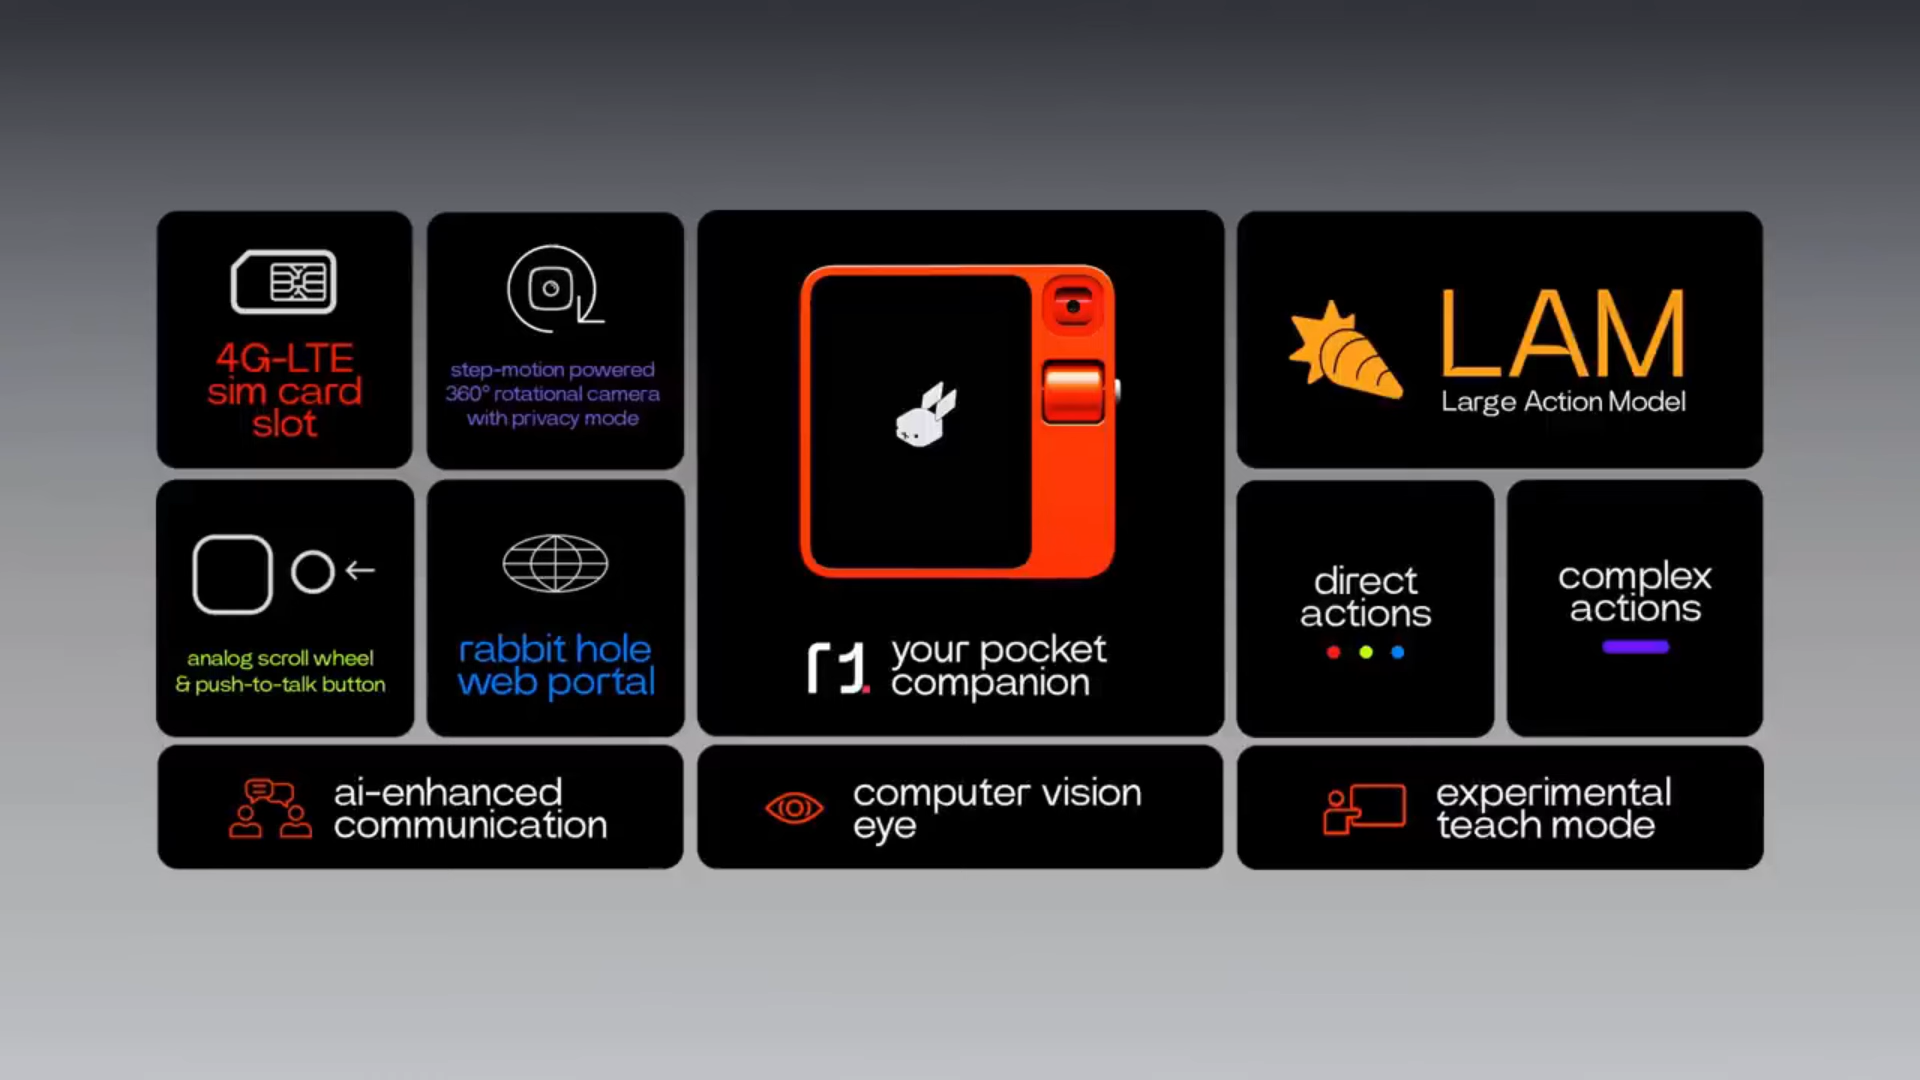 4G-LTE
sim card
slot
step-motion powered
360° rotational camera
with privacy mode
analog scroll wheel
& push-to-talk button
rabbit hole
web portal
r1.
your pocket
companion
LAM
Large Action Model
direct
actions
complex
actions
ai-enhanced
communication
computer vision
eye
experimental
teach mode